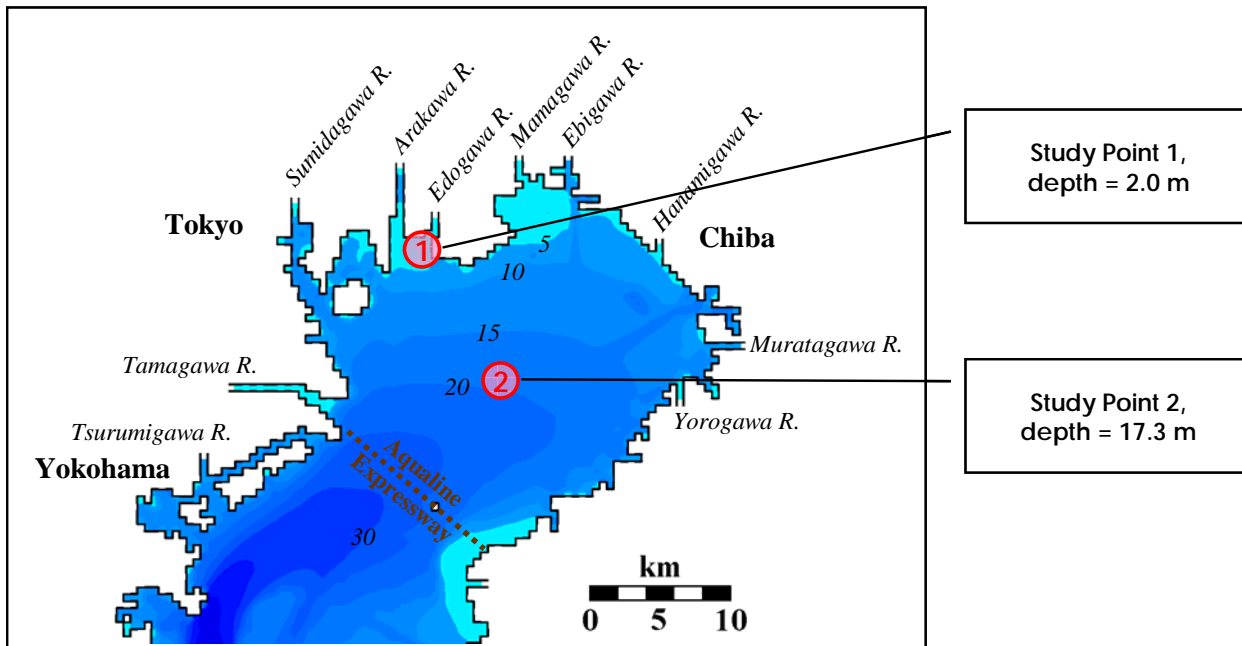 Sumidagawa R.
Arakawa R.
Edogawa R.
Mamagawa R.
Ebigawa R.
Hanamigawa R.
Tokyo
Chiba
1
5
10
15
Muratagawa R.
Tamagawa R.
20
2
Yorogawa R.
Tsurumigawa R.
Yokohama
Aqualine
Expressway
30
km
0 5 10
Study Point 1,
depth = 2.0 m
Study Point 2,
depth = 17.3 m